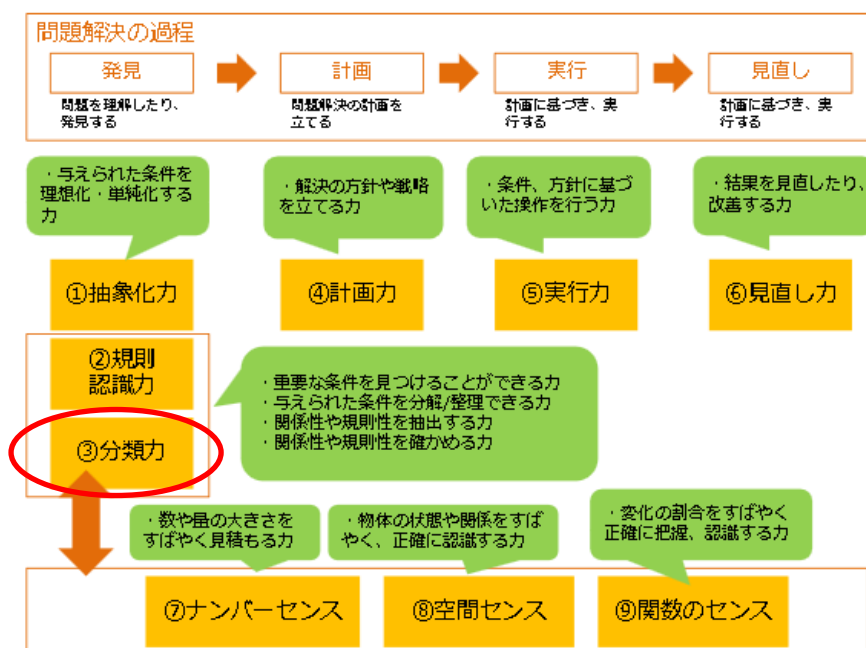 問題解決の過程
発見
計画
実行
見直し
問題を理解したり、
発見する
問題解決の計画を
立てる
計画に基づき、実
行する
計画に基づき、実
行する
・与えられた条件を
理想化・単純化する
力
・解決の方針や戦略
を立てる力
・条件、方針に基づ
いた操作を行う力
・結果を見直したり、
改善する力
①抽象化力
④計画力
⑤実行力
⑥見直し力
②規則
認識力
・重要な条件を見つけることができる力
・与えられた条件を分解/整理できる力
・関係性や規則性を抽出する力
・関係性や規則性を確かめる力
③分類力
・数や量の大きさを
すばやく見積もる力
・物体の状態や関係をすば
やく、正確に認識する力
・変化の割合をすばやく
正確に把握、認識する力
⑦ナンバーセンス
⑧空間センス
⑨関数のセンス